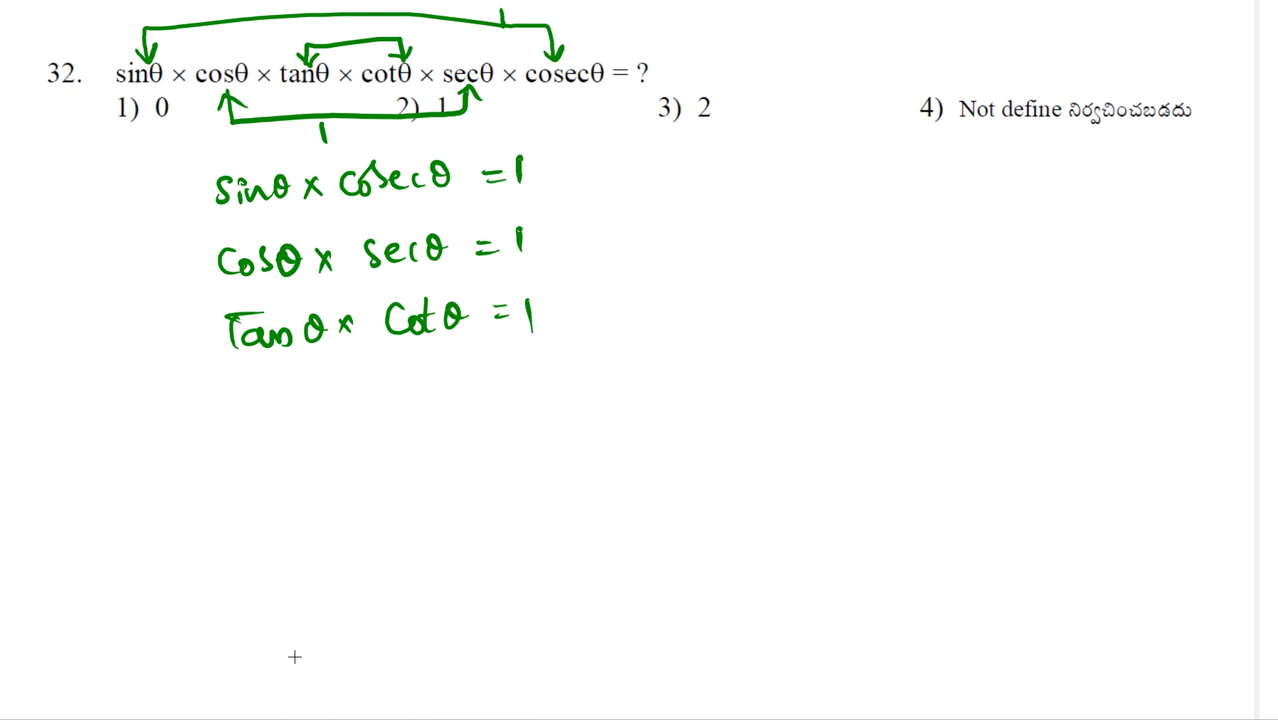 1
32. sinθ × cosθ × tanθ × cotθ × secθ × cosecθ = ?
1) 0 2) 1 3) 2 4) Not define నిర్వచించబడదు
1
sinθ x cosecθ = 1
cosθ x secθ = 1
Tanθ x Cotθ = 1